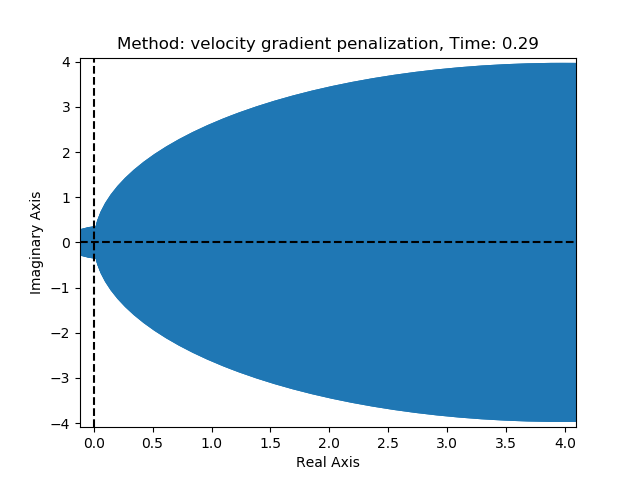 Method: velocity gradient penalization, Time: 0.29
4
3
2
1
0
−1
−2
−3
−4
Imaginary Axis
0.0 0.5 1.0 1.5 2.0 2.5 3.0 3.5 4.0
Real Axis